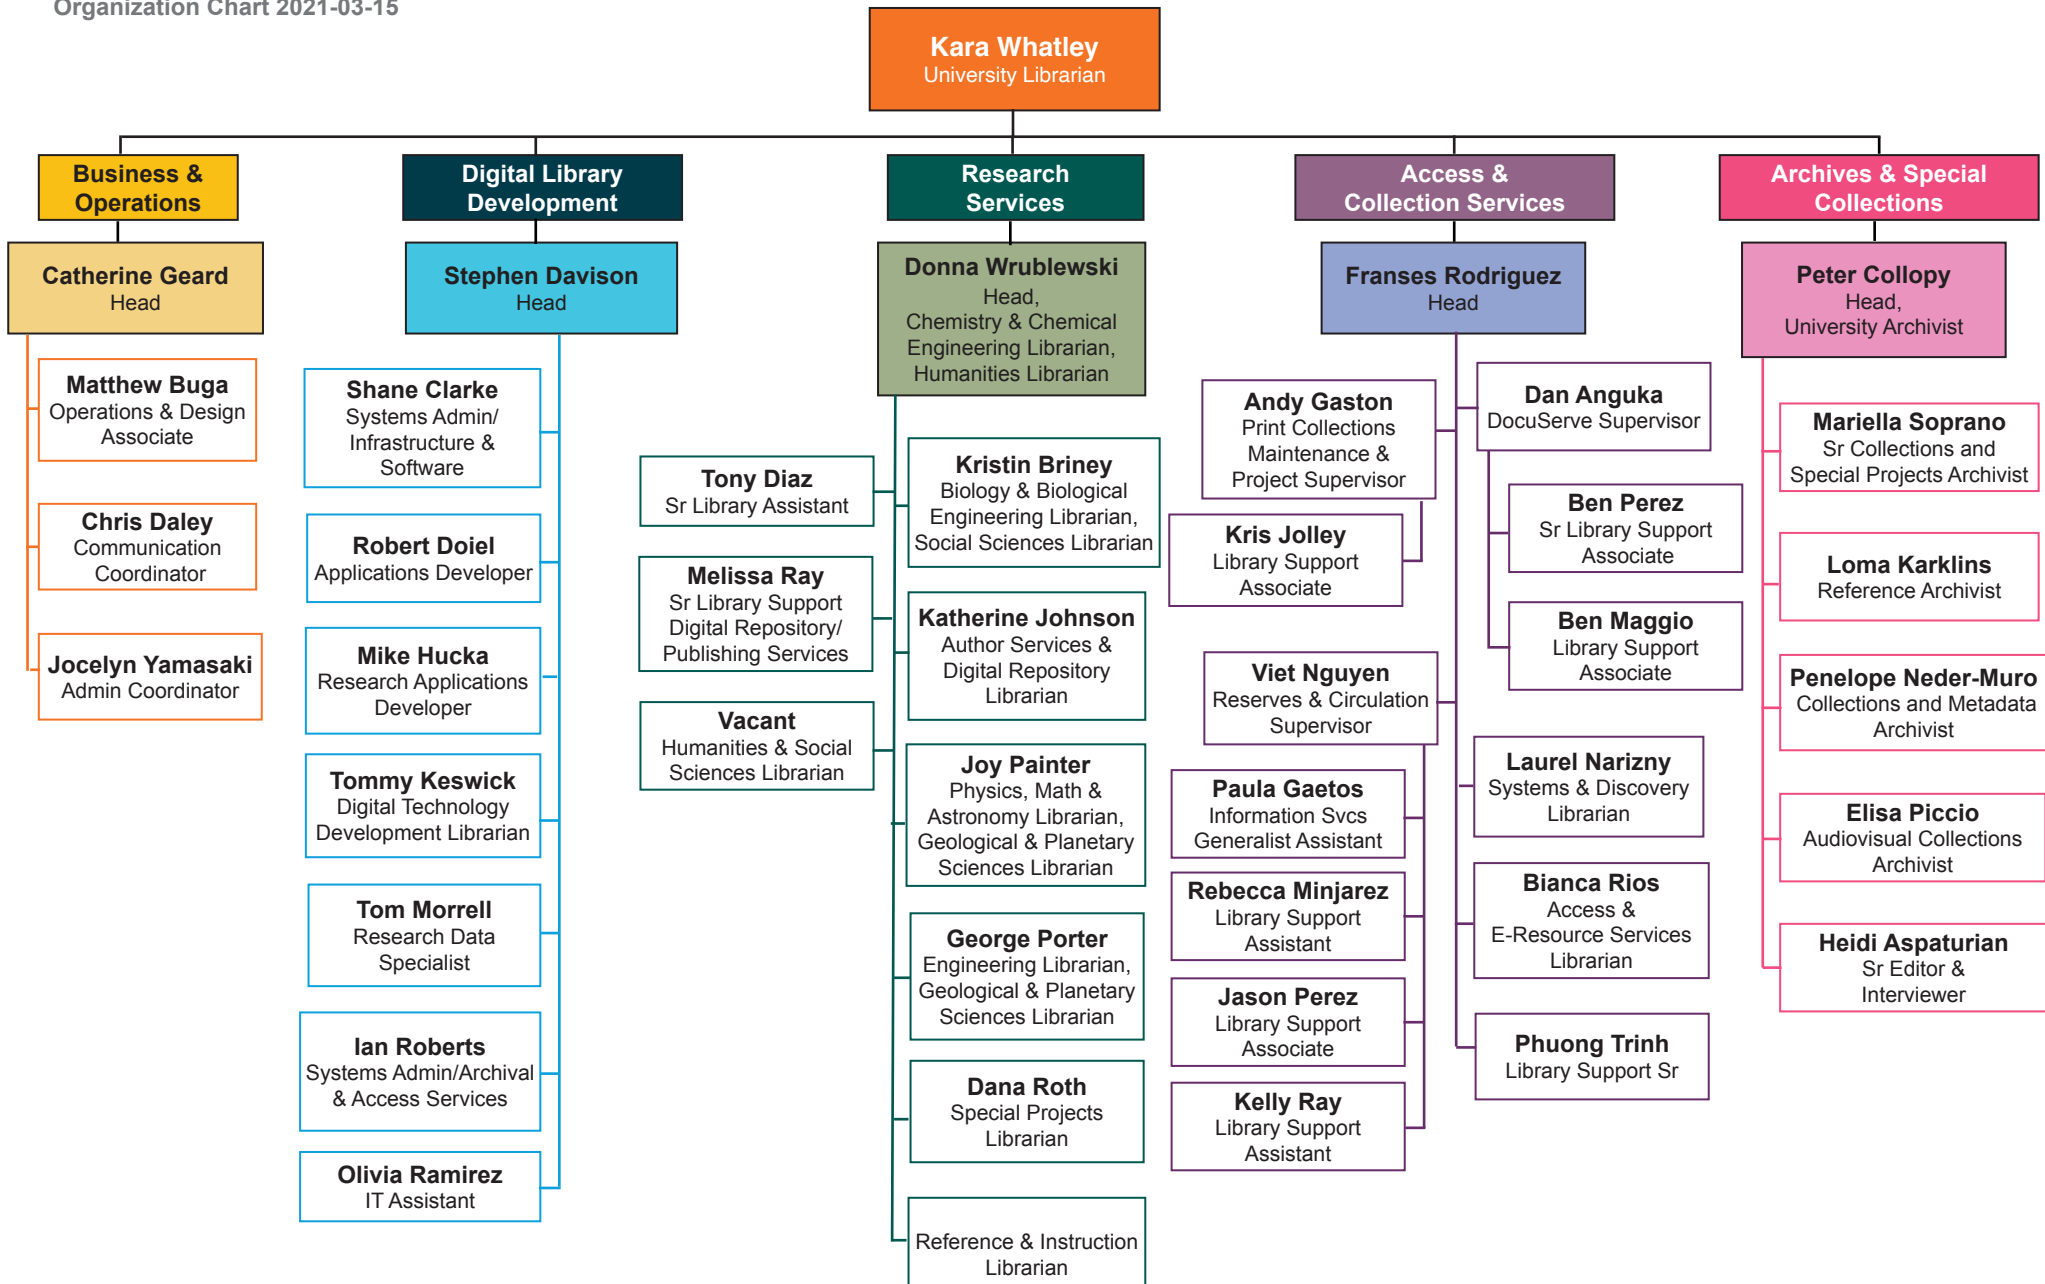 Organization Chart 2021-03-15
Kara Whatley
University Librarian
Business &
Operations
Catherine Geard
Head
Matthew Buga
Operations & Design
Associate
Chris Daley
Communication
Coordinator
Jocelyn Yamasaki
Admin Coordinator
Digital Library
Development
Stephen Davison
Head
Shane Clarke
Systems Admin/
Infrastructure &
Software
Robert Doiel
Applications Developer
Mike Hucka
Research Applications
Developer
Tommy Keswick
Digital Technology
Development Librarian
Tom Morrell
Research Data
Specialist
Ian Roberts
Systems Admin/Archival
& Access Services
Olivia Ramirez
IT Assistant
Research
Services
Donna Wrublewski
Head,
Chemistry & Chemical
Engineering Librarian,
Humanities Librarian
Tony Diaz
Sr Library Assistant
Melissa Ray
Sr Library Support
Digital Repository/
Publishing Services
Vacant
Humanities & Social
Sciences Librarian
Kristin Briney
Biology & Biological
Engineering Librarian,
Social Sciences Librarian
Katherine Johnson
Author Services &
Digital Repository
Librarian
Joy Painter
Physics, Math &
Astronomy Librarian,
Geological & Planetary
Sciences Librarian
George Porter
Engineering Librarian,
Geological & Planetary
Sciences Librarian
Dana Roth
Special Projects
Librarian
Reference & Instruction
Librarian
Access &
Collection Services
Franses Rodriguez
Head
Andy Gaston
Print Collections
Maintenance &
Project Supervisor
Kris Jolley
Library Support
Associate
Viet Nguyen
Reserves & Circulation
Supervisor
Paula Gaetos
Information Svcs
Generalist Assistant
Rebecca Minjarez
Library Support
Assistant
Jason Perez
Library Support
Associate
Kelly Ray
Library Support
Assistant
Dan Anguka
DocuServe Supervisor
Ben Perez
Sr Library Support
Associate
Ben Maggio
Library Support
Associate
Laurel Narizny
Systems & Discovery
Librarian
Bianca Rios
Access &
E-Resource Services
Librarian
Phuong Trinh
Library Support Sr
Archives & Special
Collections
Peter Collopy
Head,
University Archivist
Mariella Soprano
Sr Collections and
Special Projects Archivist
Loma Karklins
Reference Archivist
Penelope Neder-Muro
Collections and Metadata
Archivist
Elisa Piccio
Audiovisual Collections
Archivist
Heidi Aspaturian
Sr Editor &
Interviewer